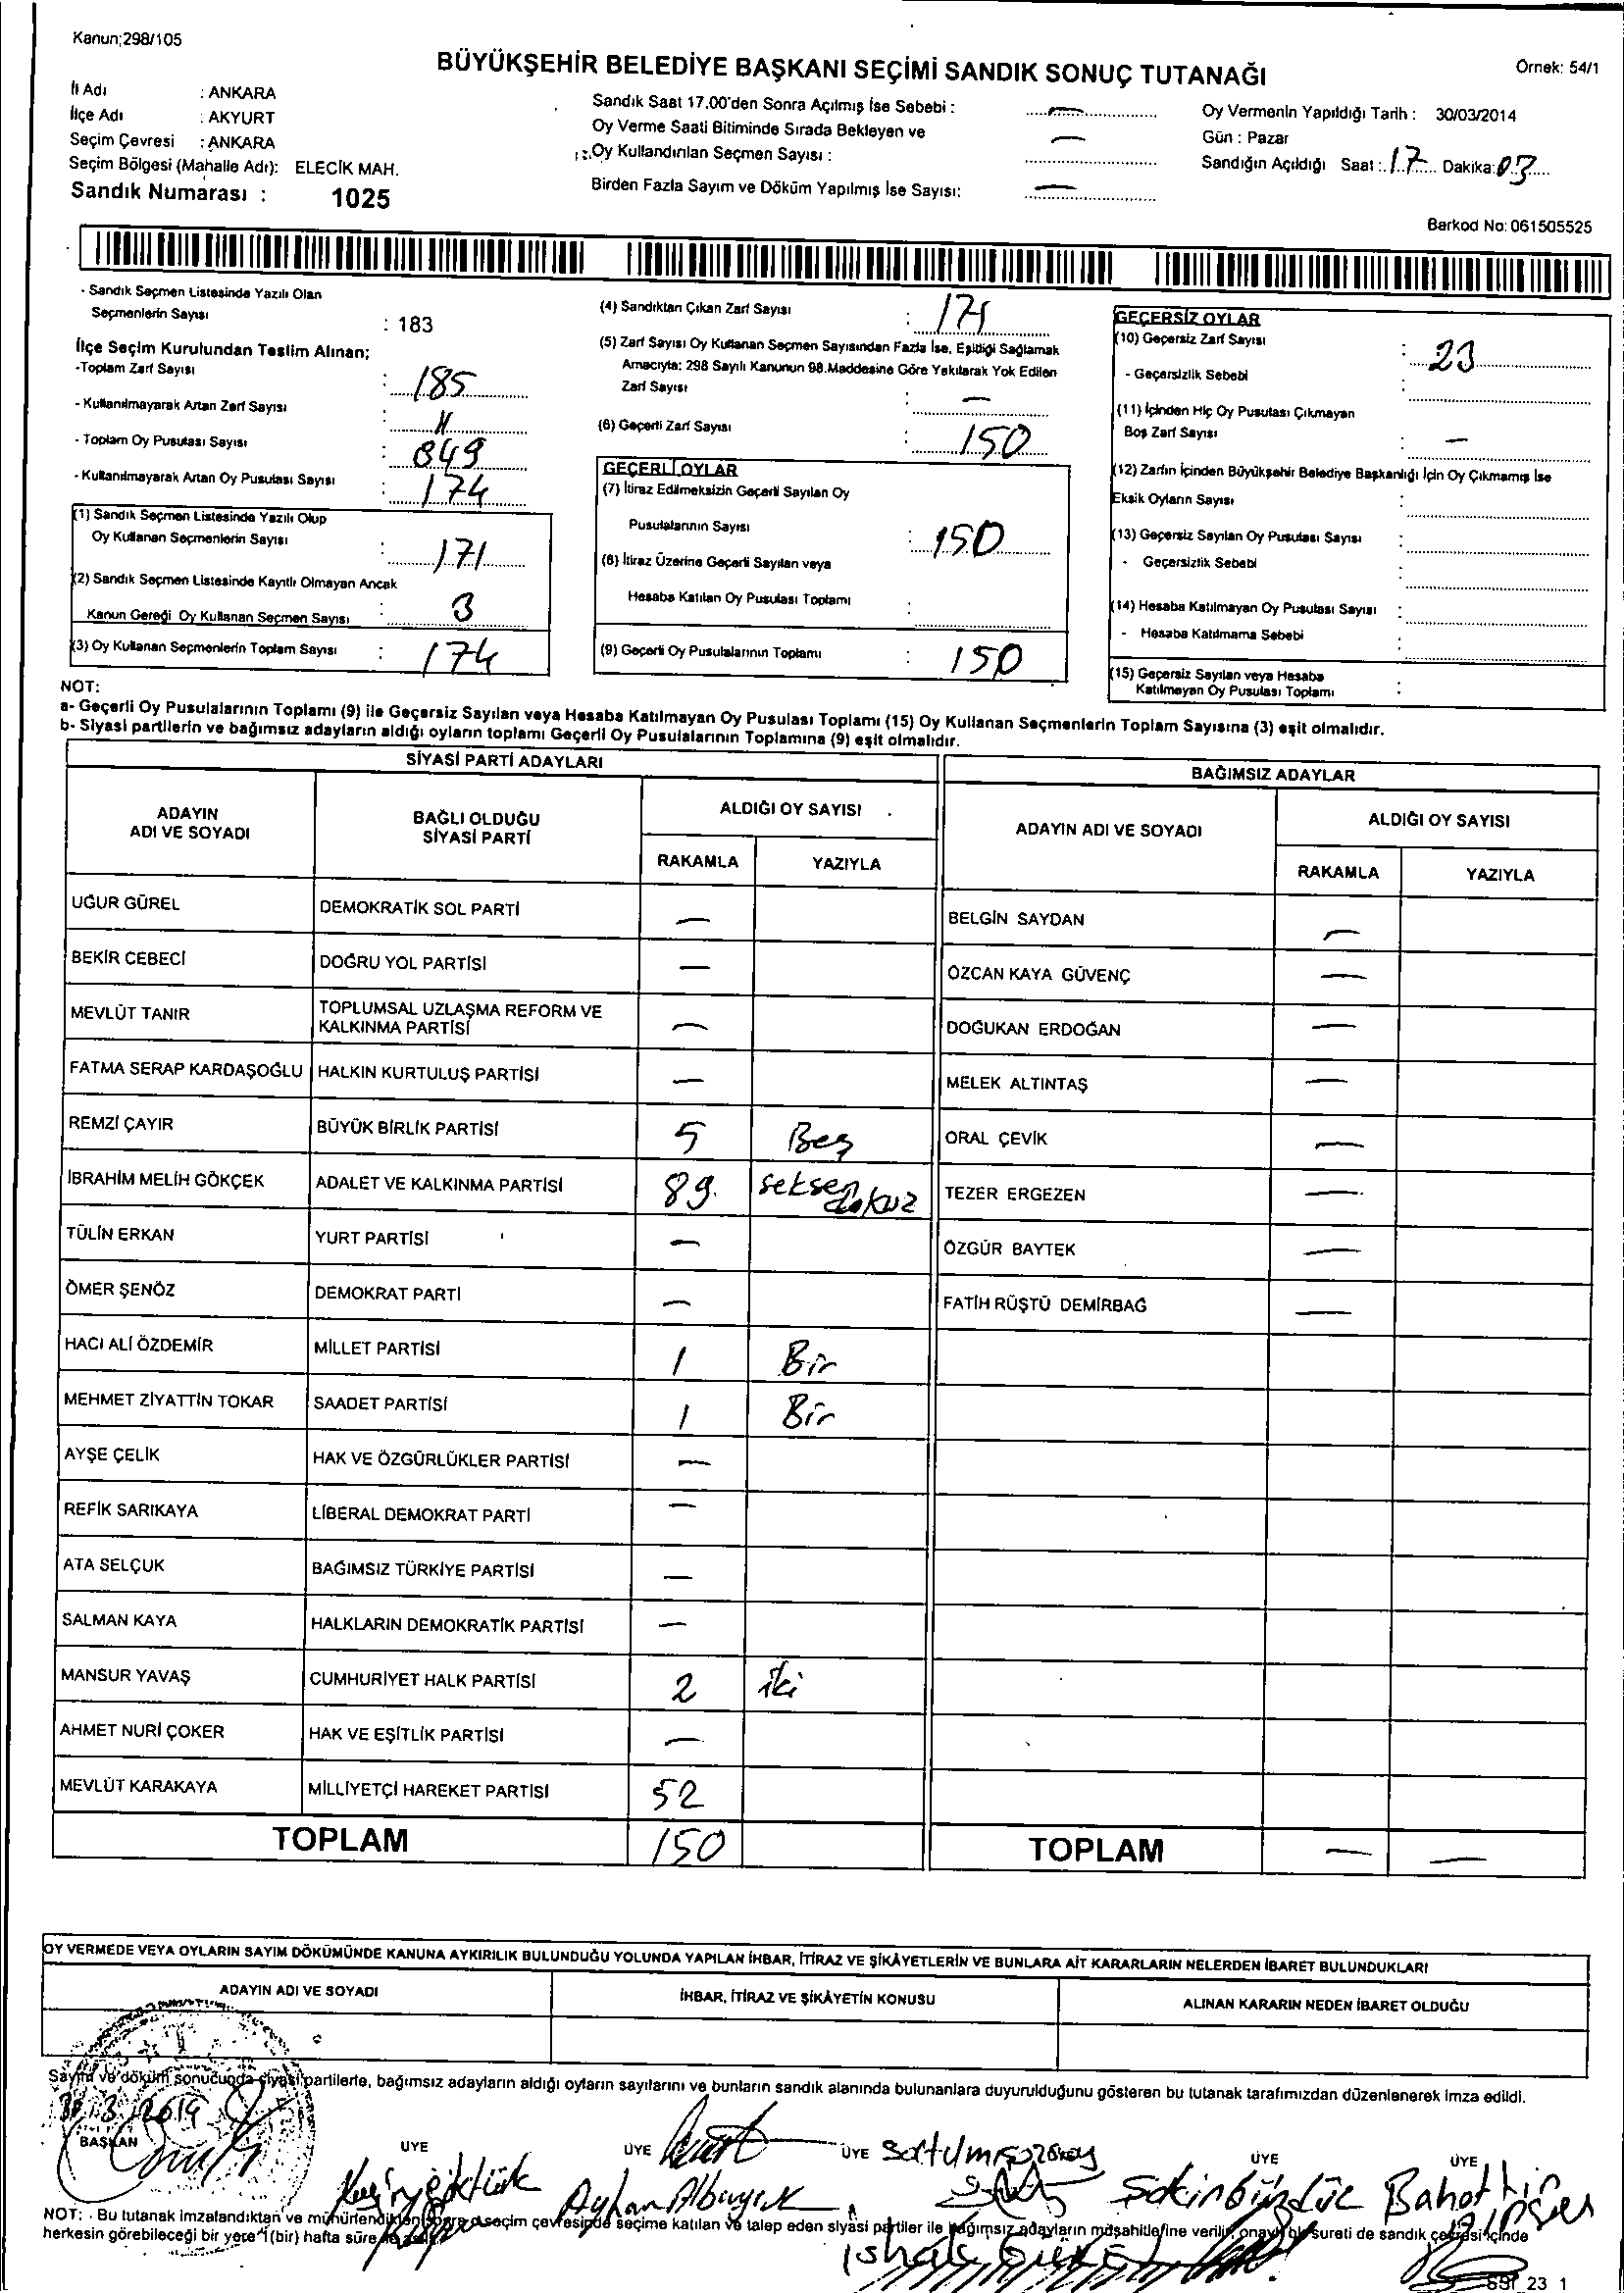 Kanun;298/105
BÜYÜKŞEHİR BELEDİYE BAŞKANI SEÇİMİ SANDIK SONUÇ TUTANAĞI
Örnek: 54/1
İl Adı : ANKARA
İlçe Adı : AKYURT
Seçim Çevresi : ANKARA
Seçim Bölgesi (Mahalle Adı): ELECİK MAH.
Sandık Numarası : 1025
Sandık Saat 17.00'den Sonra Açılmış İse Sebebi : —
Oy Verme Saati Bitiminde Sırada Bekleyen ve
Oy Kullandırılan Seçmen Sayısı : —
Birden Fazla Sayım ve Döküm Yapılmış İse Sayısı: —
Oy Vermenin Yapıldığı Tarih : 30/03/2014
Gün : Pazar
Sandığın Açıldığı Saat : 17 Dakika: 03
Barkod No: 061505525
- Sandık Seçmen Listesinde Yazılı Olan
Seçmenlerin Sayısı : 183
İlçe Seçim Kurulundan Teslim Alınan;
-Toplam Zarf Sayısı : 185
- Kullanılmayarak Artan Zarf Sayısı : 11
- Toplam Oy Pusulası Sayısı : 849
- Kullanılmayarak Artan Oy Pusulası Sayısı : 174
(1) Sandık Seçmen Listesinde Yazılı Olup
Oy Kullanan Seçmenlerin Sayısı : 171
(2) Sandık Seçmen Listesinde Kayıtlı Olmayan Ancak
Kanun Gereği Oy Kullanan Seçmen Sayısı : 3
(3) Oy Kullanan Seçmenlerin Toplam Sayısı : 174
(4) Sandıktan Çıkan Zarf Sayısı :
(5) Zarf Sayısı Oy Kullanan Seçmen Sayısından Fazla İse, Eşitliği Sağlamak
Amacıyla: 298 Sayılı Kanunun 98.Maddesine Göre Yakılarak Yok Edilen
Zarf Sayısı : —
(6) Geçerli Zarf Sayısı : 150
GEÇERLİ OYLAR
(7) İtiraz Edilmeksizin Geçerli Sayılan Oy
Pusulalarının Sayısı : 150
(8) İtiraz Üzerine Geçerli Sayılan veya
Hesaba Katılan Oy Pusulası Toplamı :
(9) Geçerli Oy Pusulalarının Toplamı : 150
GEÇERSİZ OYLAR
(10) Geçersiz Zarf Sayısı : 23
- Geçersizlik Sebebi :
(11) İçinden Hiç Oy Pusulası Çıkmayan
Boş Zarf Sayısı : —
(12) Zarfın İçinden Büyükşehir Belediye Başkanlığı İçin Oy Çıkmamış İse
Eksik Oyların Sayısı :
(13) Geçersiz Sayılan Oy Pusulası Sayısı :
- Geçersizlik Sebebi :
(14) Hesaba Katılmayan Oy Pusulası Sayısı :
- Hesaba Katılmama Sebebi :
(15) Geçersiz Sayılan veya Hesaba
Katılmayan Oy Pusulası Toplamı :
NOT:
a- Geçerli Oy Pusulalarının Toplamı (9) ile Geçersiz Sayılan veya Hesaba Katılmayan Oy Pusulası Toplamı (15) Oy Kullanan Seçmenlerin Toplam Sayısına (3) eşit olmalıdır.
b- Siyasi partilerin ve bağımsız adayların aldığı oyların toplamı Geçerli Oy Pusulalarının Toplamına (9) eşit olmalıdır.
SİYASİ PARTİ ADAYLARI
ADAYIN ADI VE SOYADI BAĞLI OLDUĞU SİYASİ PARTİ ALDIĞI OY SAYISI
RAKAMLA YAZIYLA
UĞUR GÜREL DEMOKRATİK SOL PARTİ —
BEKİR CEBECİ DOĞRU YOL PARTİSİ —
MEVLÜT TANIR TOPLUMSAL UZLAŞMA REFORM VE KALKINMA PARTİSİ —
FATMA SERAP KARDAŞOĞLU HALKIN KURTULUŞ PARTİSİ —
REMZİ ÇAYIR BÜYÜK BİRLİK PARTİSİ 5 Beş
İBRAHİM MELİH GÖKÇEK ADALET VE KALKINMA PARTİSİ 89 seksen dokuz
TÜLİN ERKAN YURT PARTİSİ —
ÖMER ŞENÖZ DEMOKRAT PARTİ —
HACI ALİ ÖZDEMİR MİLLET PARTİSİ 1 Bir
MEHMET ZİYATTİN TOKAR SAADET PARTİSİ 1 Bir
AYŞE ÇELİK HAK VE ÖZGÜRLÜKLER PARTİSİ —
REFİK SARIKAYA LİBERAL DEMOKRAT PARTİ —
ATA SELÇUK BAĞIMSIZ TÜRKİYE PARTİSİ —
SALMAN KAYA HALKLARIN DEMOKRATİK PARTİSİ —
MANSUR YAVAŞ CUMHURİYET HALK PARTİSİ 2 iki
AHMET NURİ ÇOKER HAK VE EŞİTLİK PARTİSİ —
MEVLÜT KARAKAYA MİLLİYETÇİ HAREKET PARTİSİ 52
TOPLAM 150
BAĞIMSIZ ADAYLAR
ADAYIN ADI VE SOYADI ALDIĞI OY SAYISI
RAKAMLA YAZIYLA
BELGİN SAYDAN —
ÖZCAN KAYA GÜVENÇ —
DOĞUKAN ERDOĞAN —
MELEK ALTINTAŞ —
ORAL ÇEVİK —
TEZER ERGEZEN —
ÖZGÜR BAYTEK —
FATİH RÜŞTÜ DEMİRBAĞ —
TOPLAM — —
OY VERMEDE VEYA OYLARIN SAYIM DÖKÜMÜNDE KANUNA AYKIRILIK BULUNDUĞU YOLUNDA YAPILAN İHBAR, İTİRAZ VE ŞİKÂYETLERİN VE BUNLARA AİT KARARLARIN NELERDEN İBARET BULUNDUKLARI
ADAYIN ADI VE SOYADI İHBAR, İTİRAZ VE ŞİKÂYETİN KONUSU ALINAN KARARIN NEDEN İBARET OLDUĞU
Sayım ve döküm sonucunda siyasi partilerle, bağımsız adayların aldığı oyların sayılarını ve bunların sandık alanında bulunanlara duyurulduğunu gösteren bu tutanak tarafımızdan düzenlenerek imza edildi.
BAŞKAN ÜYE ÜYE ÜYE ÜYE ÜYE
Ayhan Albayrak
NOT: - Bu tutanak imzalandıktan ve mühürlendikten sonra o seçim çevresinde seçime katılan ve talep eden siyasi partiler ile bağımsız adayların müşahitlerine verilir, onaylı bir sureti de sandık çevresi içinde
herkesin görebileceği bir yere 1(bir) hafta süre ile asılır.